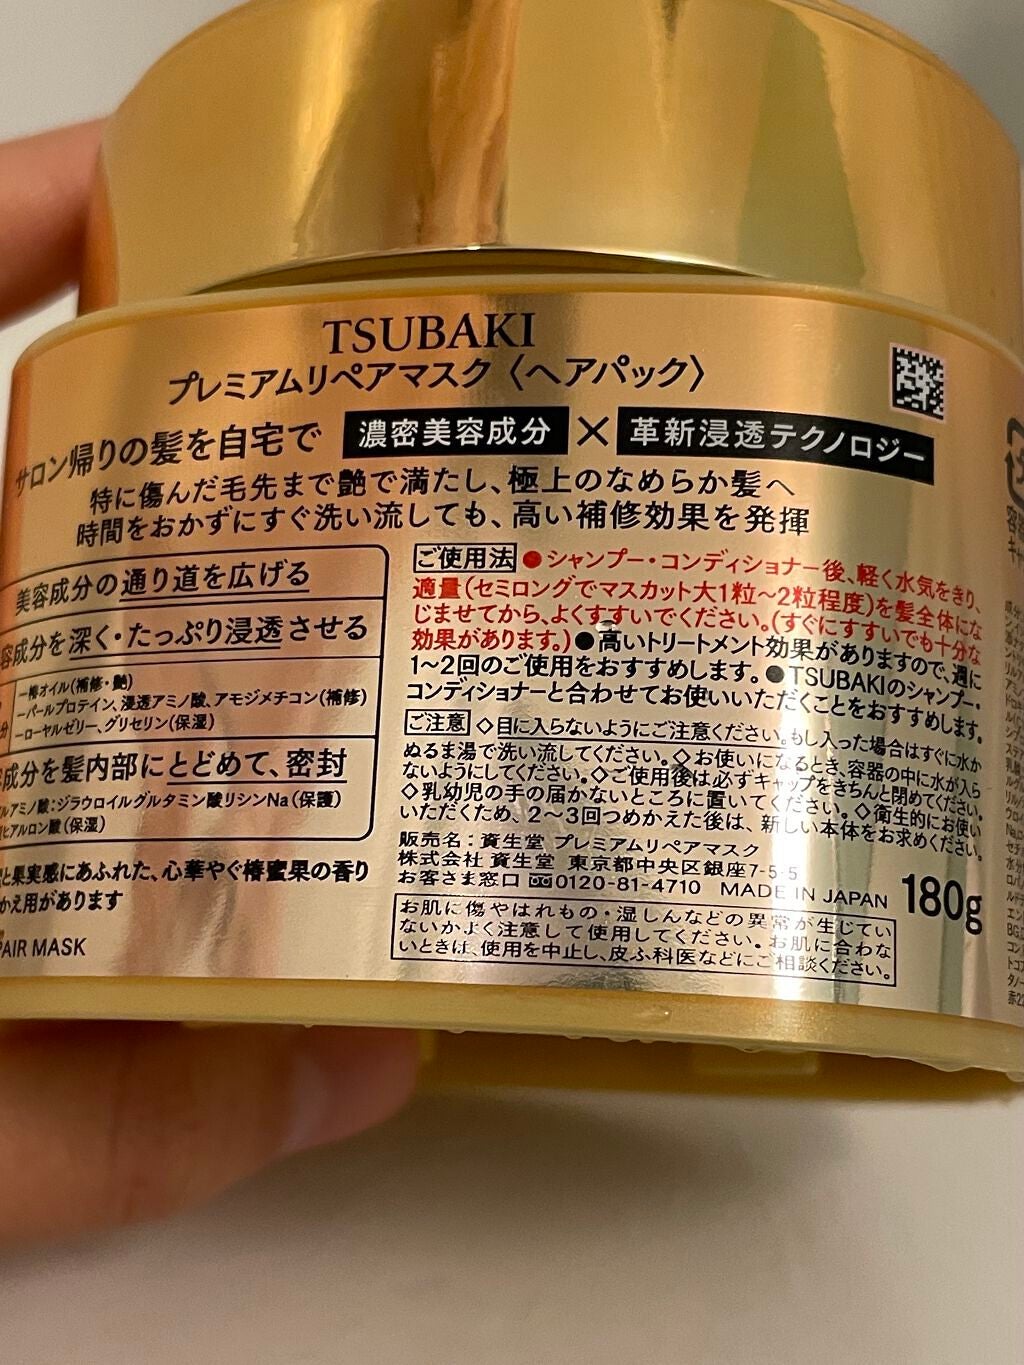 TSUBAKI
プレミアムリペアマスク〈ヘアパック〉
サロン帰りの髪を自宅で 濃密美容成分×革新浸透テクノロジー
特に傷んだ毛先まで艶で満たし、極上のなめらか髪へ
時間をおかずにすぐ洗い流しても、高い補修効果を発揮
美容成分の通り道を広げる
容成分を深く・たっぷり浸透させる
分
椿オイル(補修・艶)
パールプロテイン、浸透アミノ酸、アモジメチコン(補修)
ローヤルゼリー、グリセリン(保湿)
成分を髪内部にとどめて、密封
ルアミノ酸:ジラウロイルグルタミン酸リシンNa(保護)
ヒアルロン酸(保湿)
と果実感にあふれた、心華やぐ椿蜜果の香り
かえ用があります
PAIR MASK
ご使用法 ●シャンプー・コンディショナー後、軽く水気をきり、
適量(セミロングでマスカット大1粒〜2粒程度)を髪全体にな
じませてから、よくすすいでください。(すぐにすすいでも十分な
効果があります。)●高いトリートメント効果がありますので、週に
1〜2回のご使用をおすすめします。●TSUBAKIのシャンプー・
コンディショナーと合わせてお使いいただくことをおすすめします。
ご注意 ◇目に入らないようにご注意ください。もし入った場合はすぐに水か
ぬるま湯で洗い流してください。◇お使いになるとき、容器の中に水が入ら
ないようにしてください。◇ご使用後は必ずキャップをきちんと閉めてください。
◇乳幼児の手の届かないところに置いてください。◇衛生的にお使い
いただくため、2〜3回つめかえた後は、新しい本体をお求めください。
販売名:資生堂 プレミアムリペアマスク
株式会社 資生堂 東京都中央区銀座7-5-5
お客さま窓口 0120-81-4710 MADE IN JAPAN 180g
お肌に傷やはれもの・湿しんなどの異常が生じてい
ないかよく注意して使用してください。お肌に合わな
いときは、使用を中止し、皮ふ科医などにご相談ください。